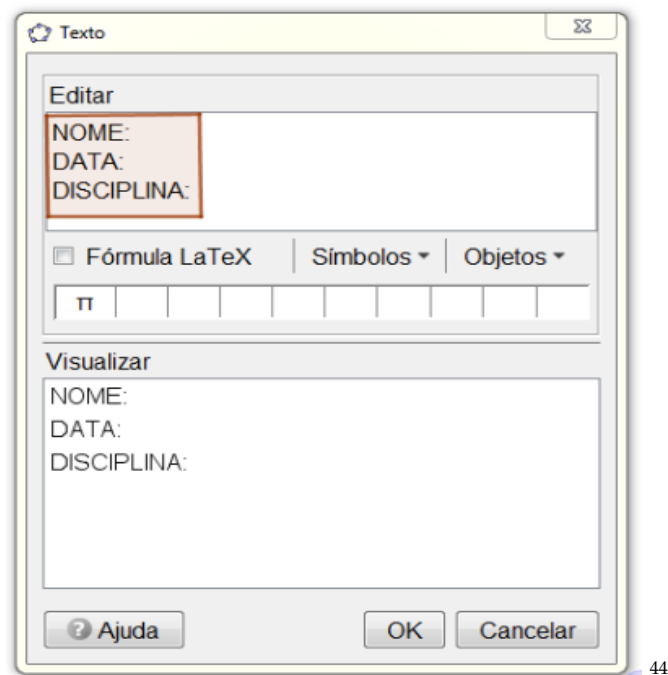 Texto
Editar
NOME:
DATA:
DISCIPLINA:
Fórmula LaTeX Símbolos Objetos
π
Visualizar
NOME:
DATA:
DISCIPLINA:
Ajuda OK Cancelar
44